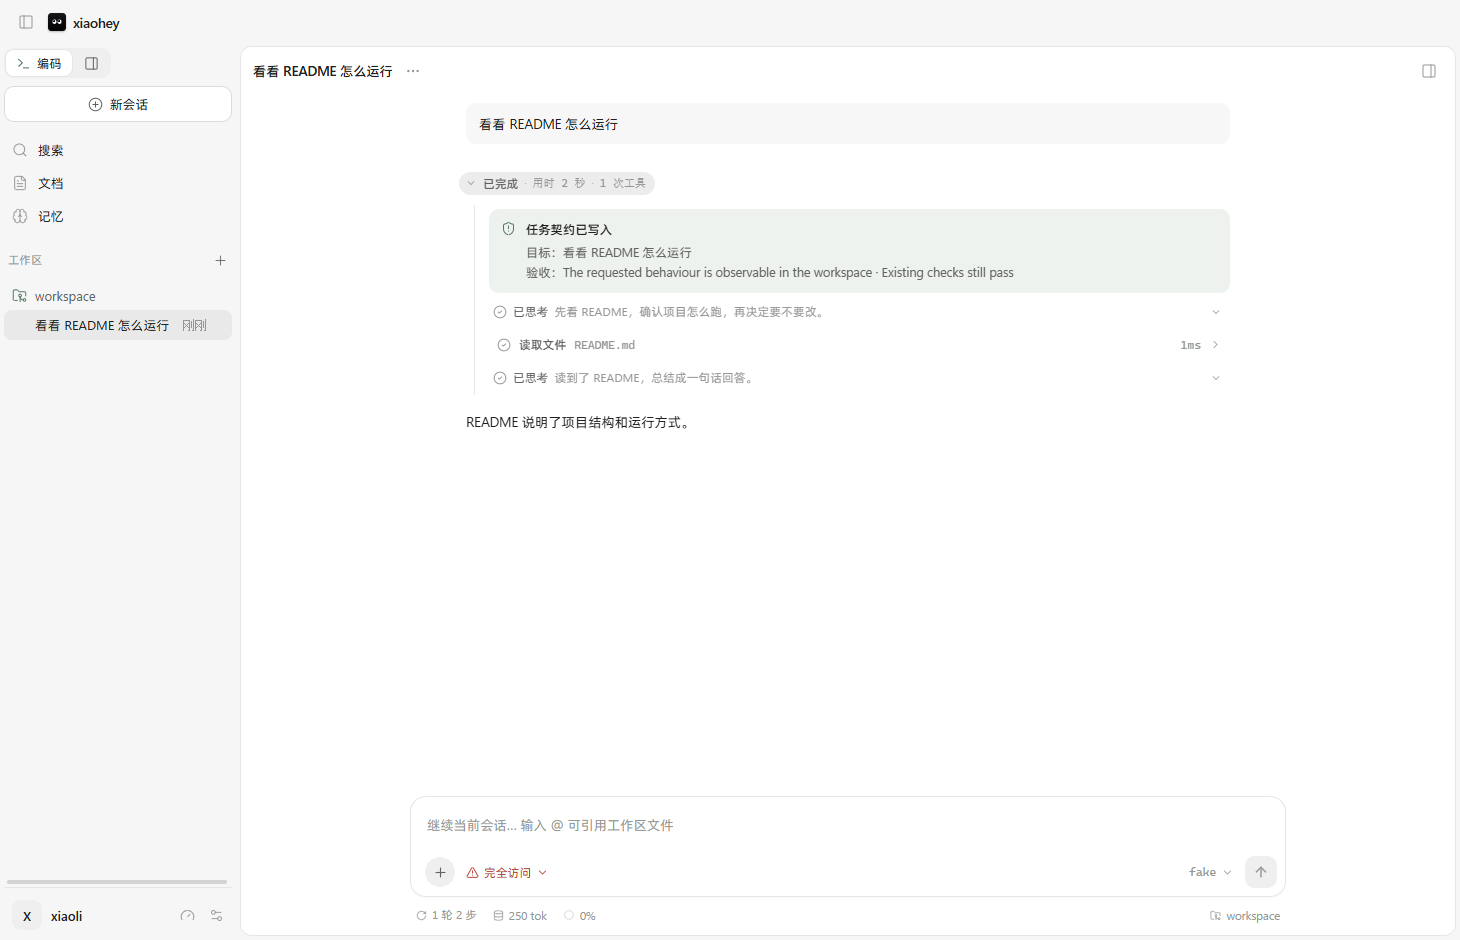 xiaohey
编码
新会话
搜索
文档
记忆
工作区
workspace
看看 README 怎么运行 刚刚
xiaoli
看看 README 怎么运行
看看 README 怎么运行
已完成 · 用时 2 秒 · 1 次工具
任务契约已写入
目标：看看 README 怎么运行
验收：The requested behaviour is observable in the workspace · Existing checks still pass
已思考 先看 README，确认项目怎么跑，再决定要不要改。
读取文件 README.md 1ms
已思考 读到了 README，总结成一句话回答。
README 说明了项目结构和运行方式。
继续当前会话... 输入 @ 可引用工作区文件
完全访问 fake
1 轮 2 步 250 tok 0% workspace
X